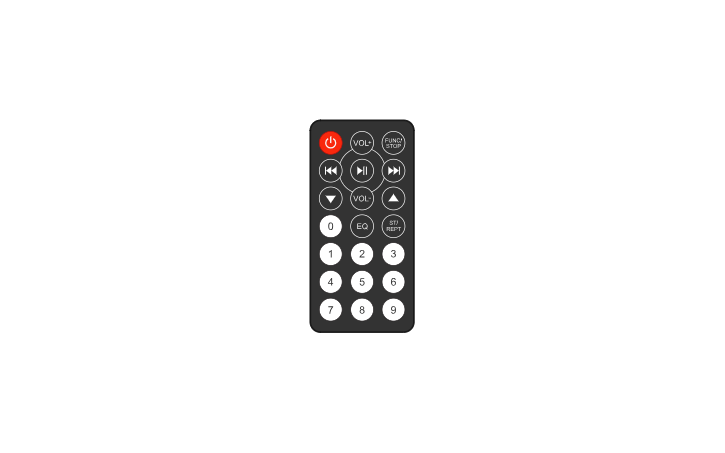 VOL+
FUNC/
STOP
VOL-
0
EQ
ST/
REPT
1 2 3
4 5 6
7 8 9